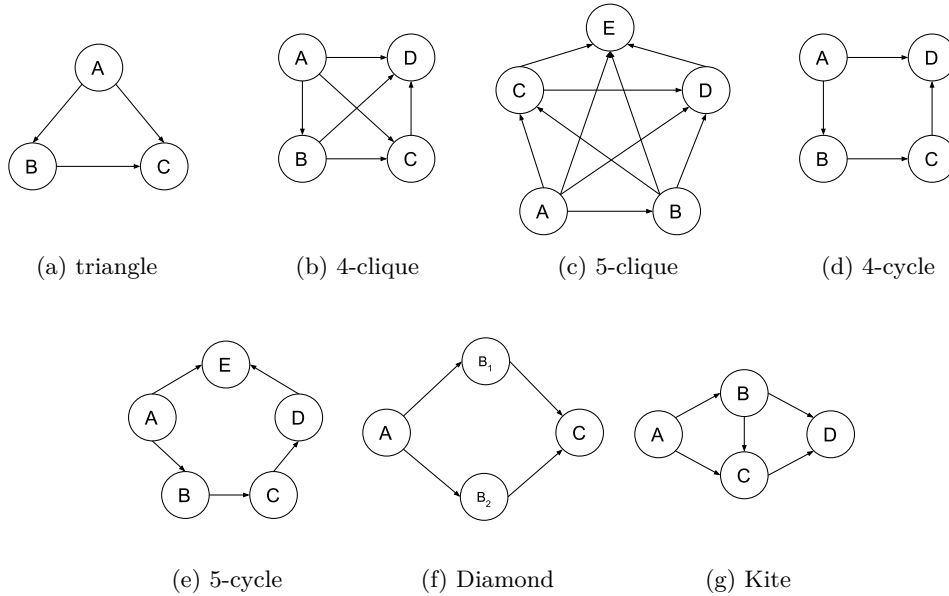 A
B
C
(a) triangle
A
D
B
C
(b) 4-clique
E
C
D
A
B
(c) 5-clique
A
D
B
C
(d) 4-cycle
E
A
D
B
C
(e) 5-cycle
B₁
A
C
B₂
(f) Diamond
B
A
D
C
(g) Kite